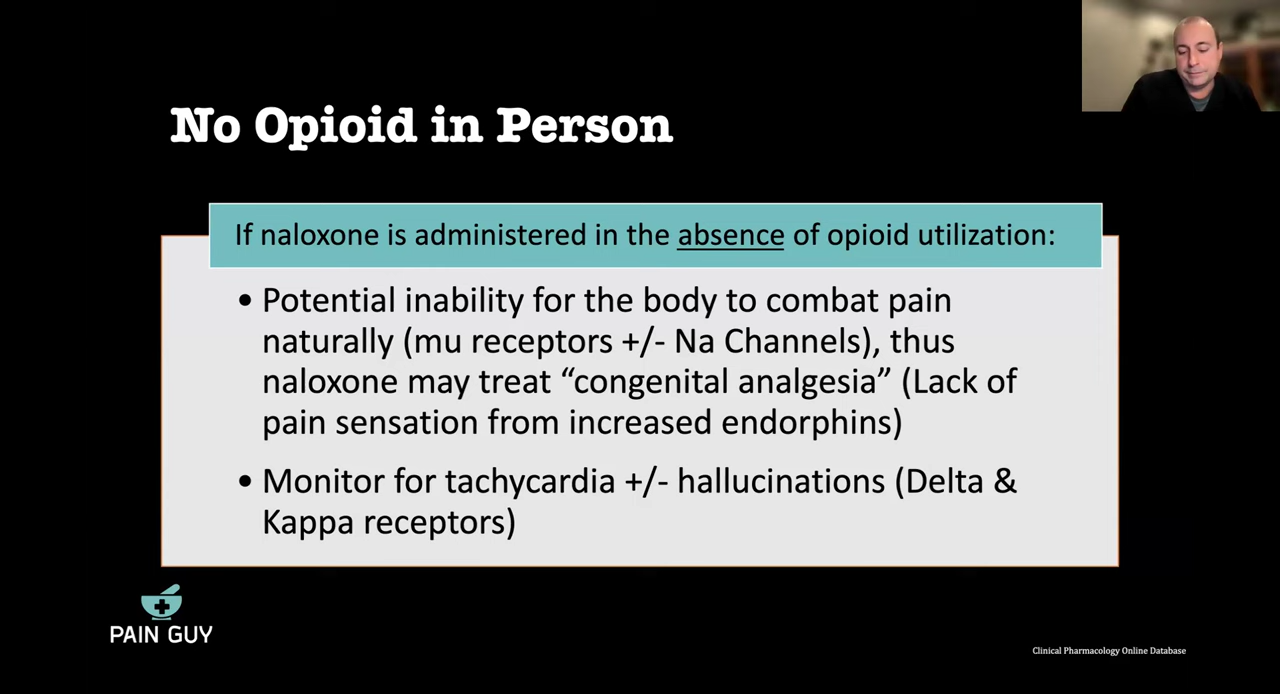 No Opioid in Person
If naloxone is administered in the absence of opioid utilization:
• Potential inability for the body to combat pain
naturally (mu receptors +/- Na Channels), thus
naloxone may treat “congenital analgesia” (Lack of
pain sensation from increased endorphins)
• Monitor for tachycardia +/- hallucinations (Delta &
Kappa receptors)
PAIN GUY
Clinical Pharmacology Online Database